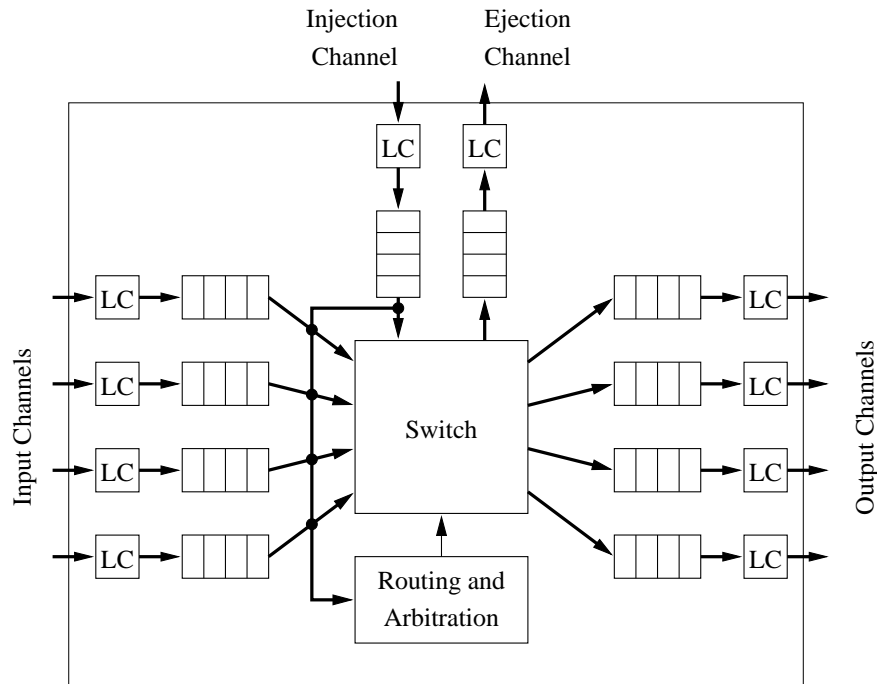 Injection
Channel
Ejection
Channel
LC
LC
LC
LC
LC
LC
LC
LC
LC
LC
Input Channels
Switch
Output Channels
Routing and
Arbitration